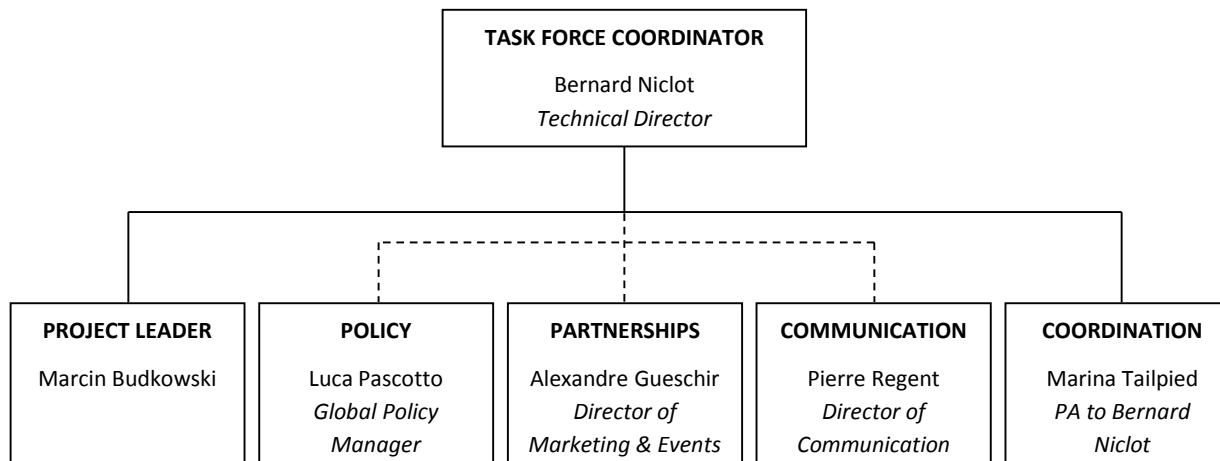 TASK FORCE COORDINATOR
Bernard Niclot
Technical Director
PROJECT LEADER
Marcin Budkowski
POLICY
Luca Pascotto
Global Policy
Manager
PARTNERSHIPS
Alexandre Gueschir
Director of
Marketing & Events
COMMUNICATION
Pierre Regent
Director of
Communication
COORDINATION
Marina Tailpied
PA to Bernard
Niclot